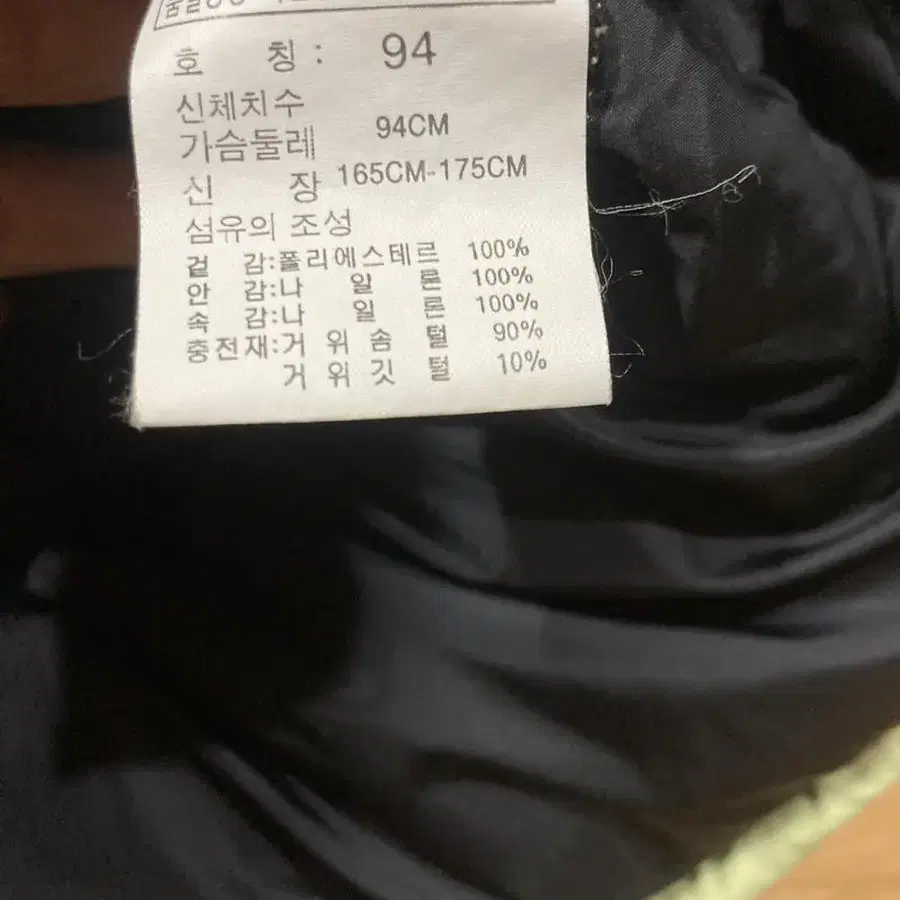 호 칭 : 94
신체치수
가슴둘레 94CM
신 장 165CM-175CM
섬유의 조성
겉 감:폴리에스테르 100%
안 감:나 일 론 100%
속 감:나 일 론 100%
충전재:거 위 솜 털 90%
거 위 깃 털 10%